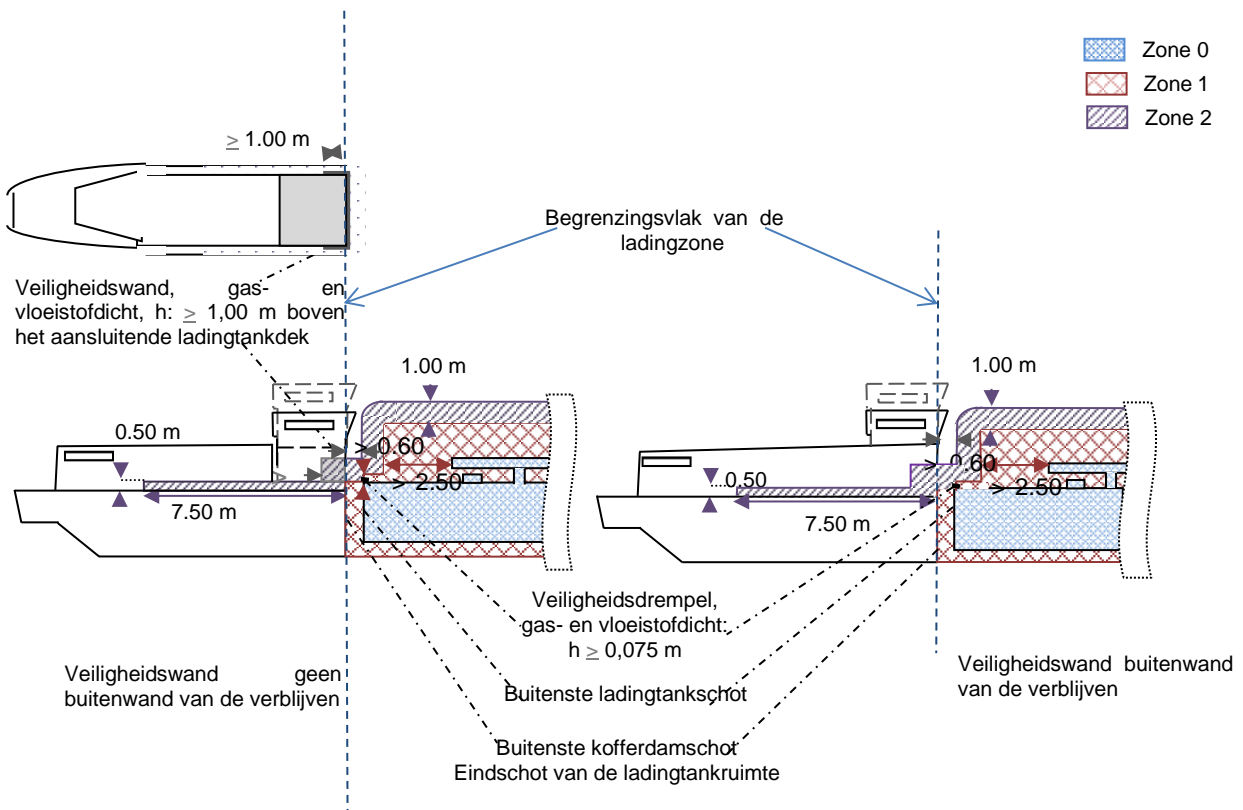 Zone 0
Zone 1
Zone 2
≥ 1.00 m
Begrenzingsvlak van de
ladingzone
Veiligheidswand, gas- en
vloeistofdicht, h: ≥ 1,00 m boven
het aansluitende ladingtankdek
1.00 m
1.00 m
0.50 m
> 0.60
> 2.50
7.50 m
0.50
> 0.60
> 2.50
7.50 m
Veiligheidsdrempel,
gas- en vloeistofdicht:
h ≥ 0,075 m
Veiligheidswand geen
buitenwand van de verblijven
Veiligheidswand buitenwand
van de verblijven
Buitenste ladingtankschot
Buitenste kofferdamschot
Eindschot van de ladingtankruimte